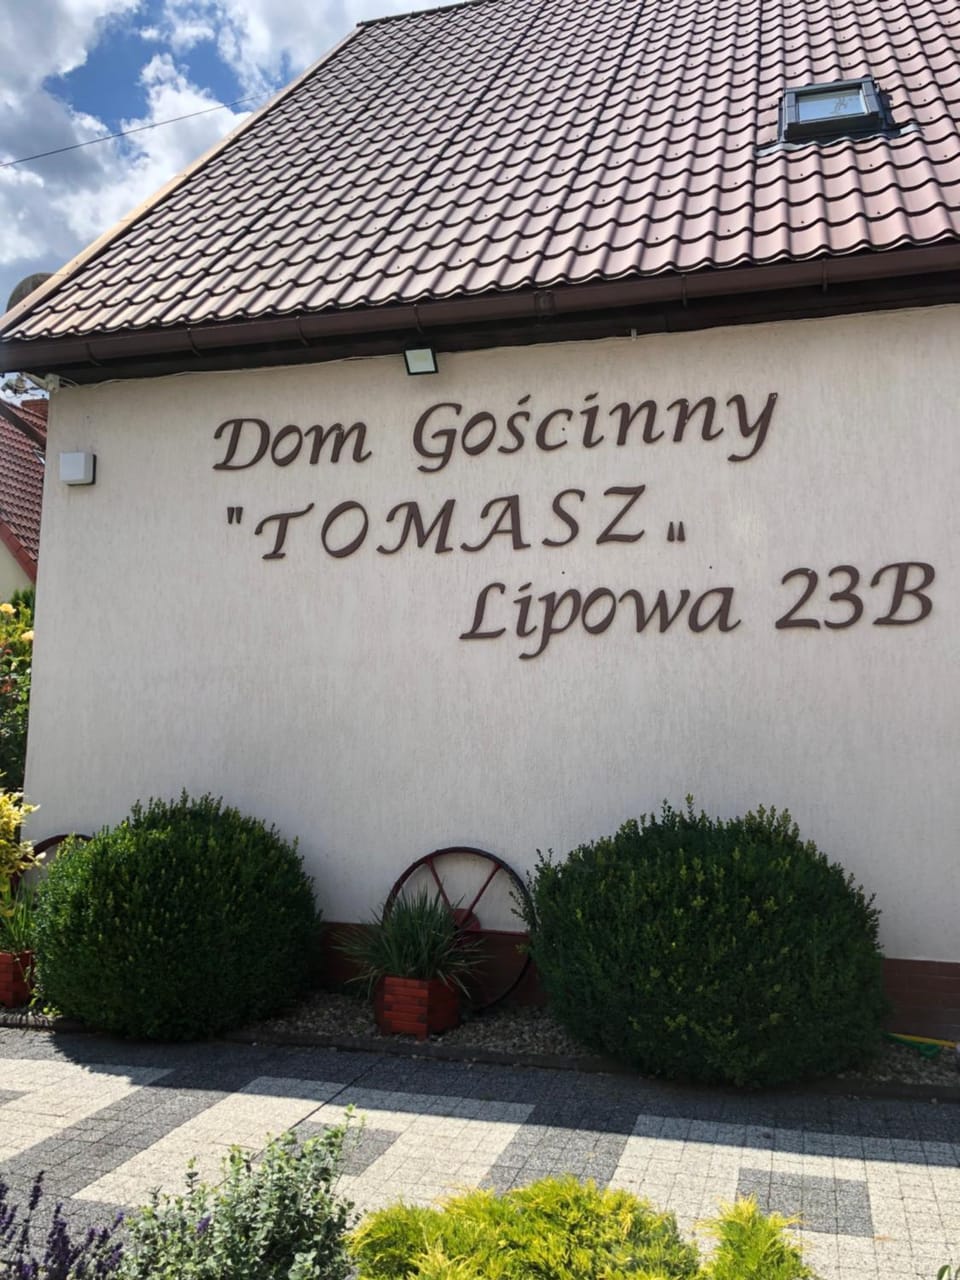 Dom Gościnny
"TOMASZ„
Lipowa 23B